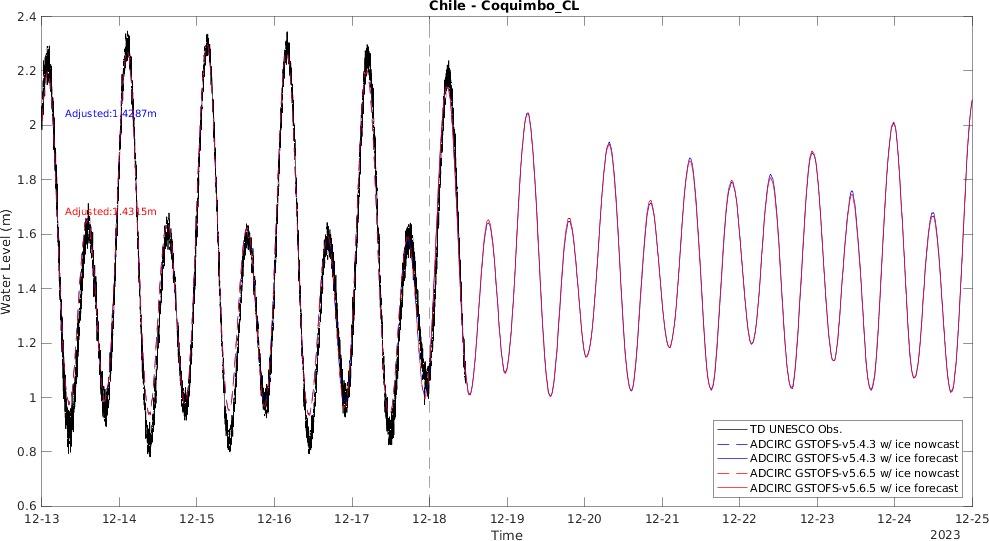 Chile - Coquimbo_CL
Water Level (m)
2.4
2.2
2
1.8
1.6
1.4
1.2
1
0.8
0.6
Adjusted:1.4287m
Adjusted:1.4315m
TD UNESCO Obs.
ADCIRC GSTOFS-v5.4.3 w/ ice nowcast
ADCIRC GSTOFS-v5.4.3 w/ ice forecast
ADCIRC GSTOFS-v5.6.5 w/ ice nowcast
ADCIRC GSTOFS-v5.6.5 w/ ice forecast
12-13 12-14 12-15 12-16 12-17 12-18 12-19 12-20 12-21 12-22 12-23 12-24 12-25
Time
2023